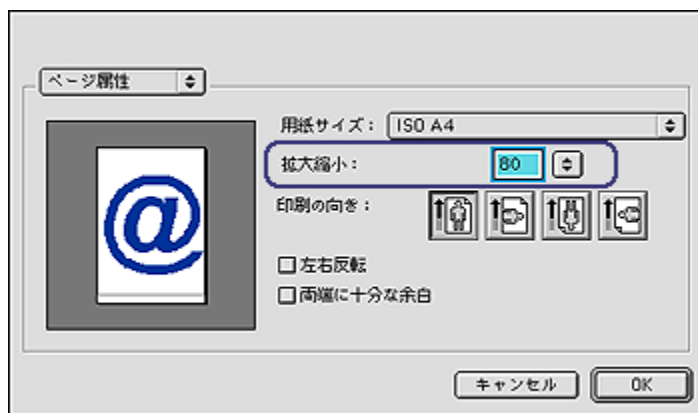 ページ属性
用紙サイズ： ISO A4
拡大縮小： 80
印刷の向き：
左右反転
両端に十分な余白
キャンセル OK
@